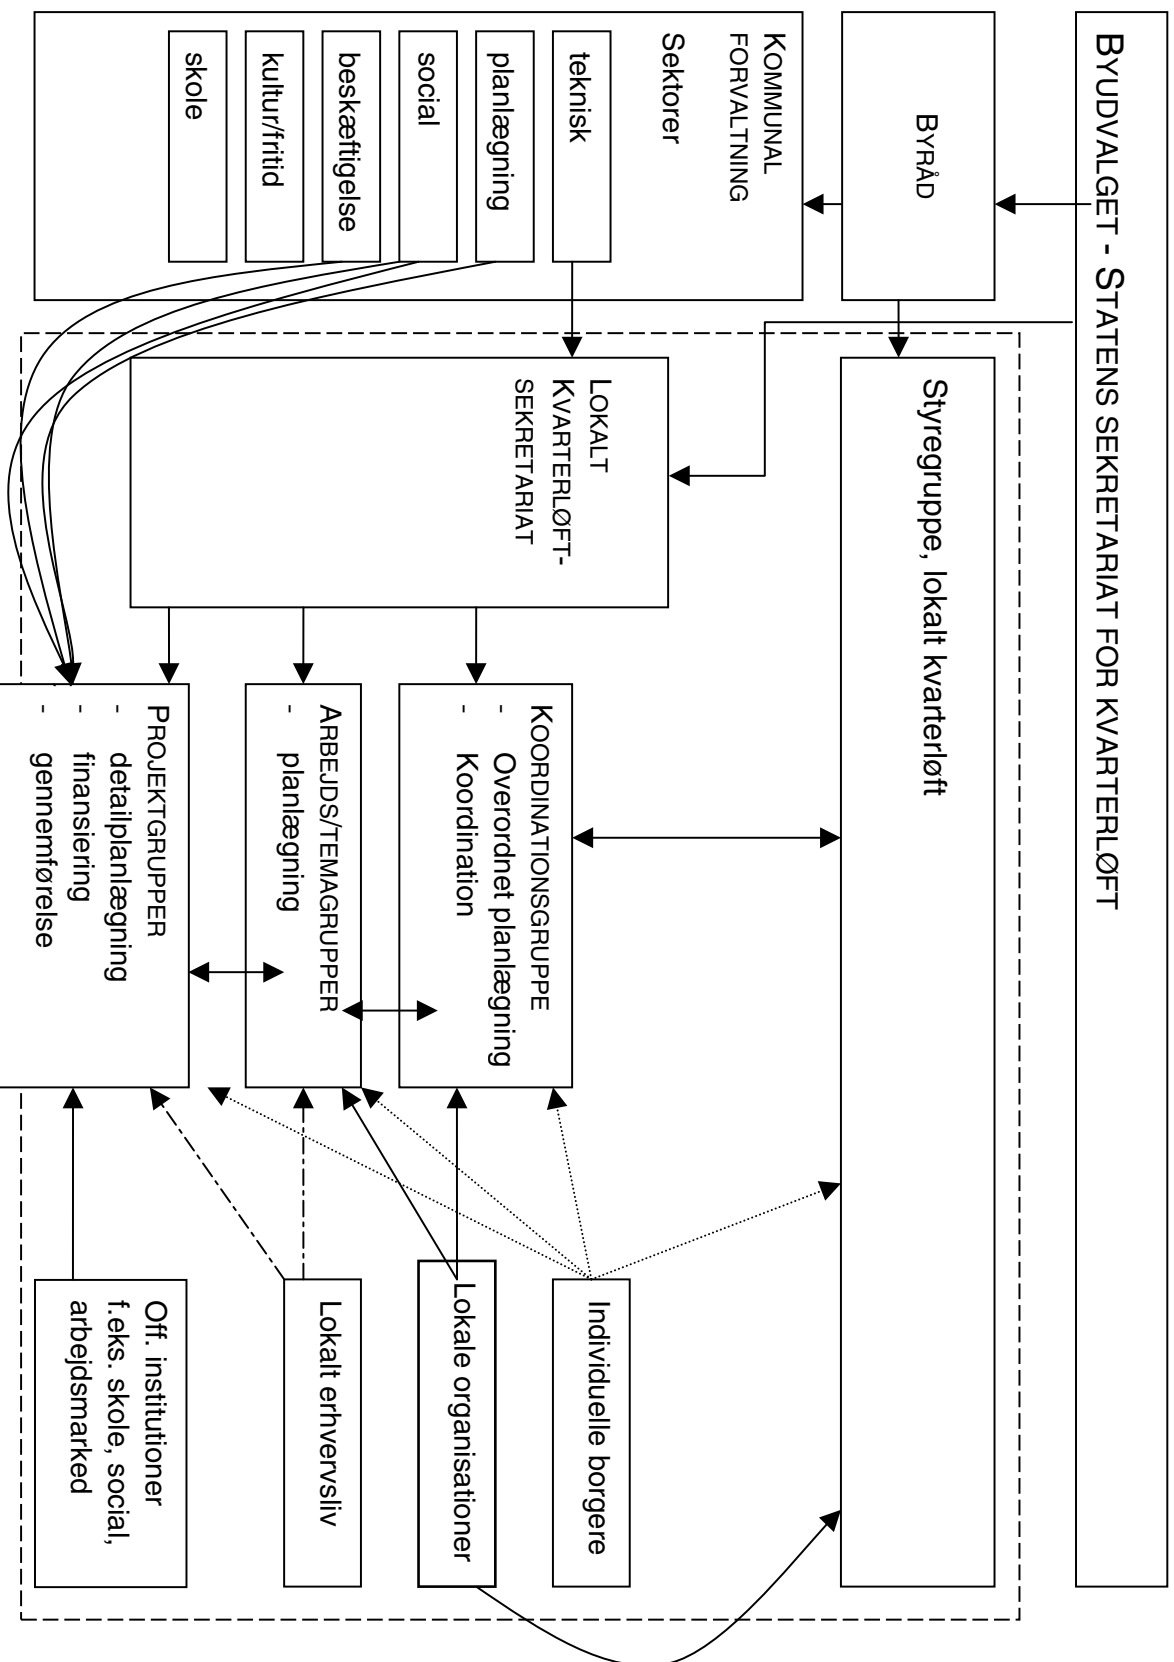 BYUDVALGET - STATENS SEKRETARIAT FOR KVARTERLØFT
BYRÅD
Styregruppe, lokalt kvarterløft
KOMMUNAL
FORVALTNING
Sektorer
teknisk
planlægning
social
beskæftigelse
kultur/fritid
skole
LOKALT
KVARTERLØFT-
SEKRETARIAT
KOORDINATIONSGRUPPE
- Overordnet planlægning
- Koordination
ARBEJDS/TEMAGRUPPER
- planlægning
PROJEKTGRUPPER
- detailplanlægning
- finansiering
- gennemførelse
Individuelle borgere
Lokale organisationer
Lokalt erhvervsliv
Off. institutioner
f.eks. skole, social,
arbejdsmarked